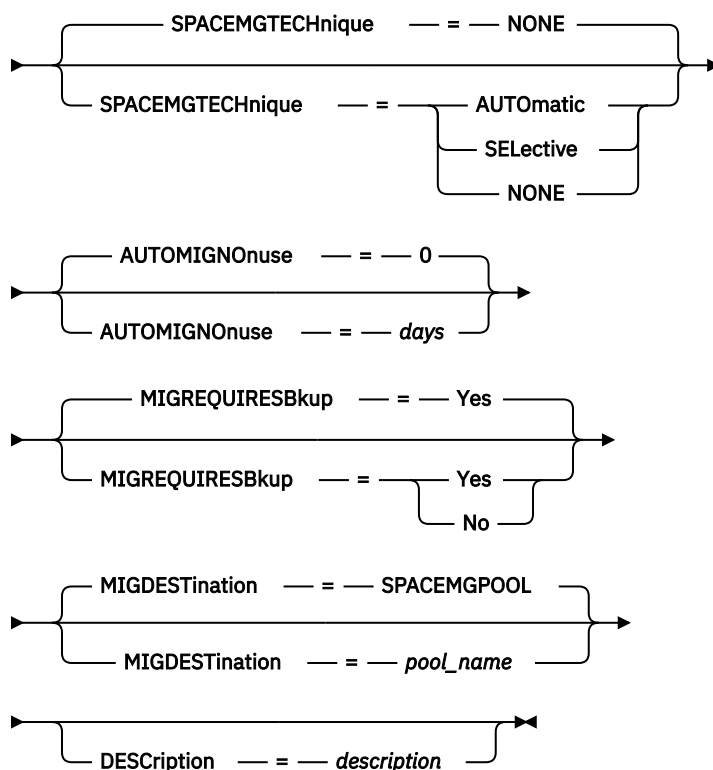 SPACEMGTECHnique = NONE
SPACEMGTECHnique = AUTOmatic
SELective
NONE
AUTOMIGNOnuse = 0
AUTOMIGNOnuse = days
MIGREQUIRESBkup = Yes
MIGREQUIRESBkup = Yes
No
MIGDESTination = SPACEMGPOOL
MIGDESTination = pool_name
DESCription = description